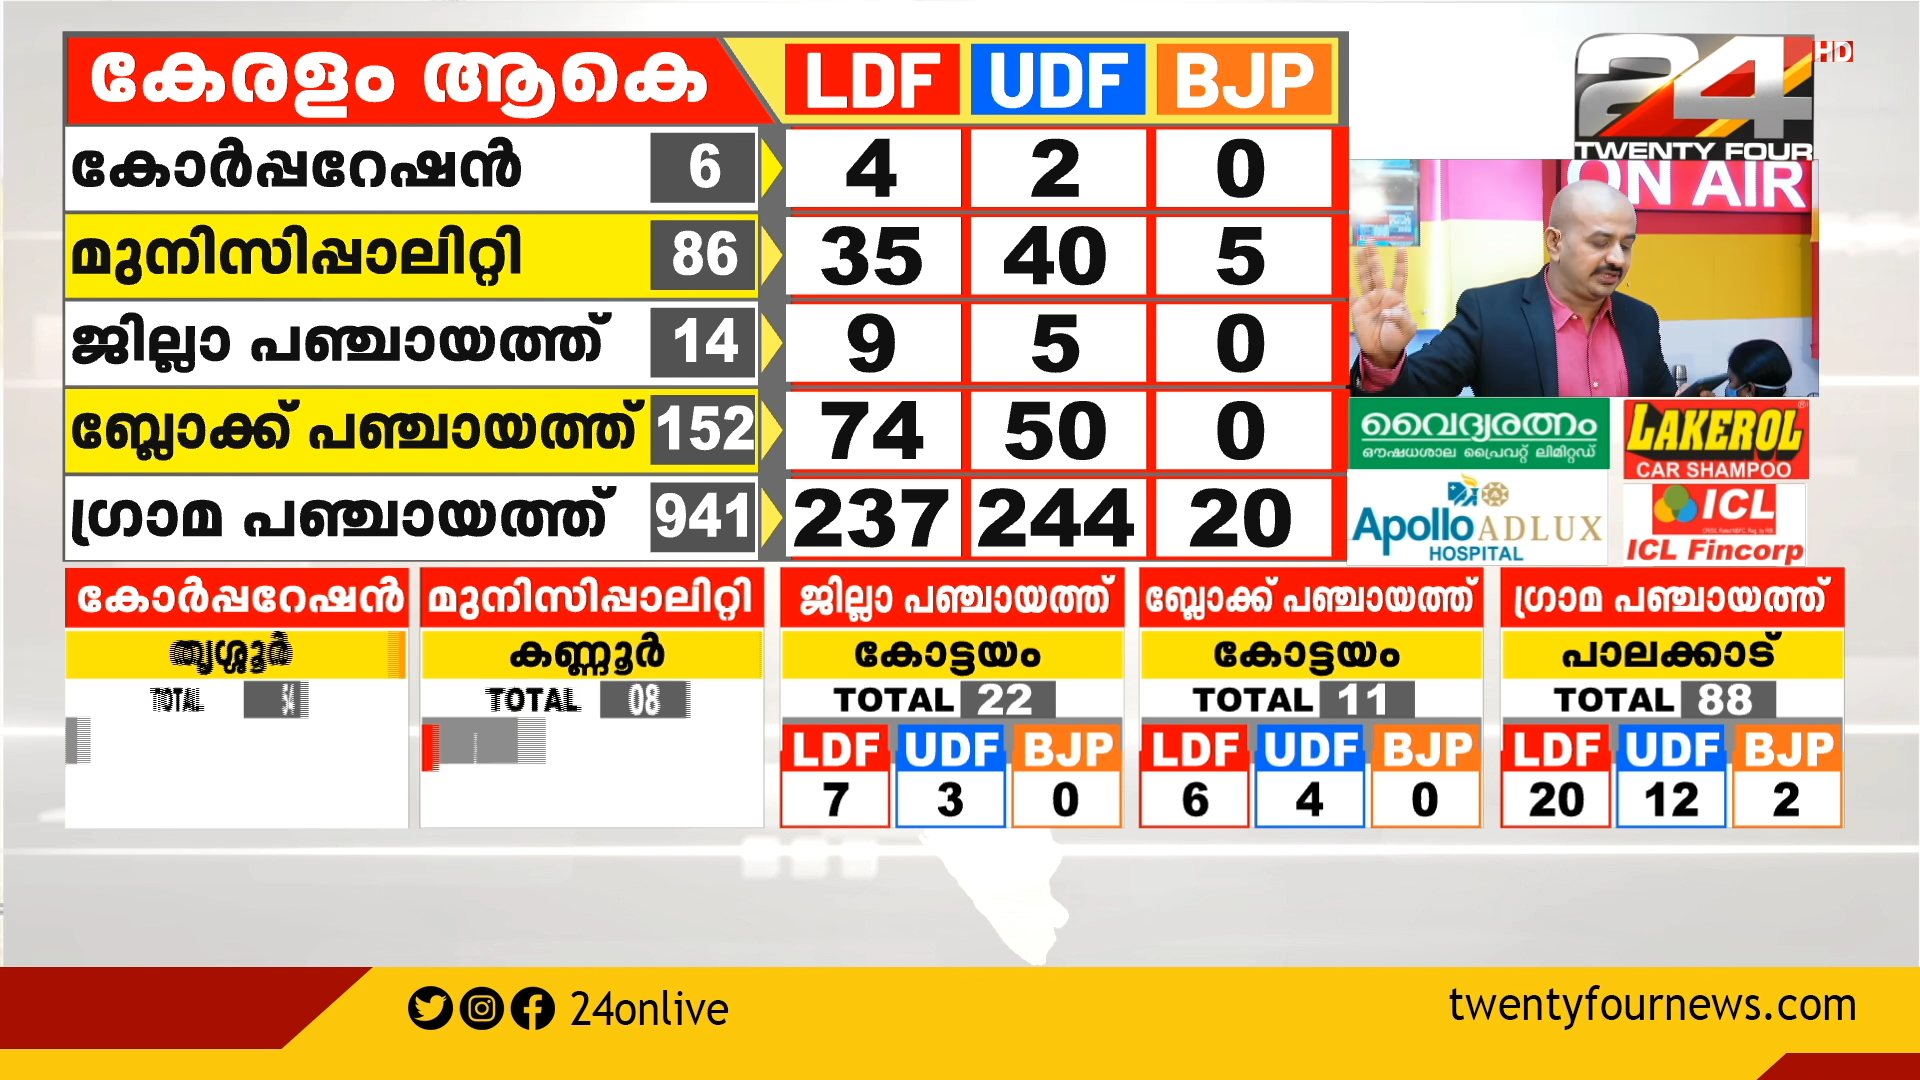 കേരളം ആകെ LDF UDF BJP
കോർപ്പറേഷൻ 6 4 2 0
മുനിസിപ്പാലിറ്റി 86 35 40 5
ജില്ലാ പഞ്ചായത്ത് 14 9 5 0
ബ്ലോക്ക് പഞ്ചായത്ത് 152 74 50 0
ഗ്രാമ പഞ്ചായത്ത് 941 237 244 20
24 HD
TWENTY FOUR
ON AIR
വൈദ്യരത്നം
ഔഷധശാല പ്രൈവറ്റ് ലിമിറ്റഡ്
LAKEROL
CAR SHAMPOO
Apollo ADLUX
HOSPITAL
ICL
ICL Fincorp
കോർപ്പറേഷൻ
തൃശ്ശൂർ
TOTAL
മുനിസിപ്പാലിറ്റി
കണ്ണൂർ
TOTAL 08
ജില്ലാ പഞ്ചായത്ത്
കോട്ടയം
TOTAL 22
LDF UDF BJP
7 3 0
ബ്ലോക്ക് പഞ്ചായത്ത്
കോട്ടയം
TOTAL 11
LDF UDF BJP
6 4 0
ഗ്രാമ പഞ്ചായത്ത്
പാലക്കാട്
TOTAL 88
LDF UDF BJP
20 12 2
24onlive
twentyfournews.com